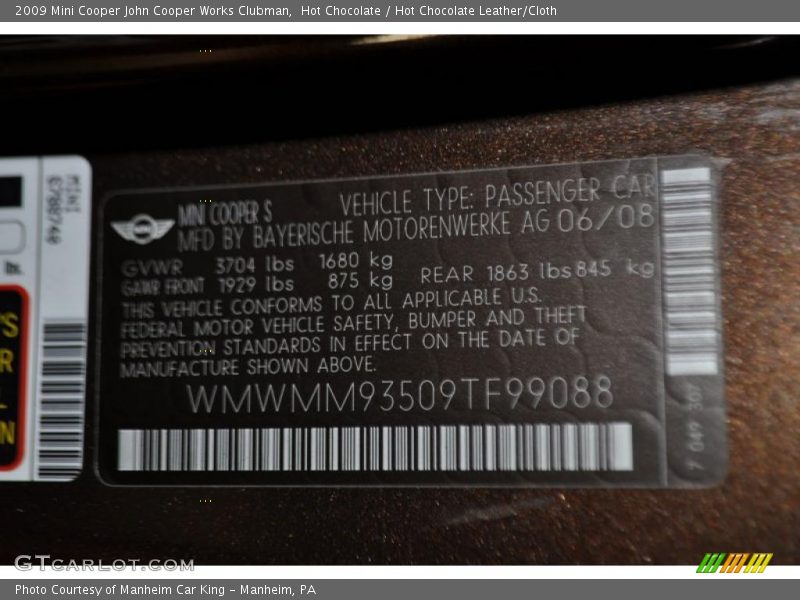 2009 Mini Cooper John Cooper Works Clubman,  Hot Chocolate / Hot Chocolate Leather/Cloth
MINI COOPER S VEHICLE TYPE: PASSENGER CAR
MFD BY BAYERISCHE MOTORENWERKE AG 06/08
GVWR 3704 lbs 1680 kg
GAWR FRONT 1929 lbs 875 kg REAR 1863 lbs 845 kg
THIS VEHICLE CONFORMS TO ALL APPLICABLE U.S.
FEDERAL MOTOR VEHICLE SAFETY, BUMPER AND THEFT
PREVENTION STANDARDS IN EFFECT ON THE DATE OF
MANUFACTURE SHOWN ABOVE.
WMWMM93509TF99088
MINI
lbs.
GTCARLOT.COM
Photo Courtesy of Manheim Car King - Manheim, PA